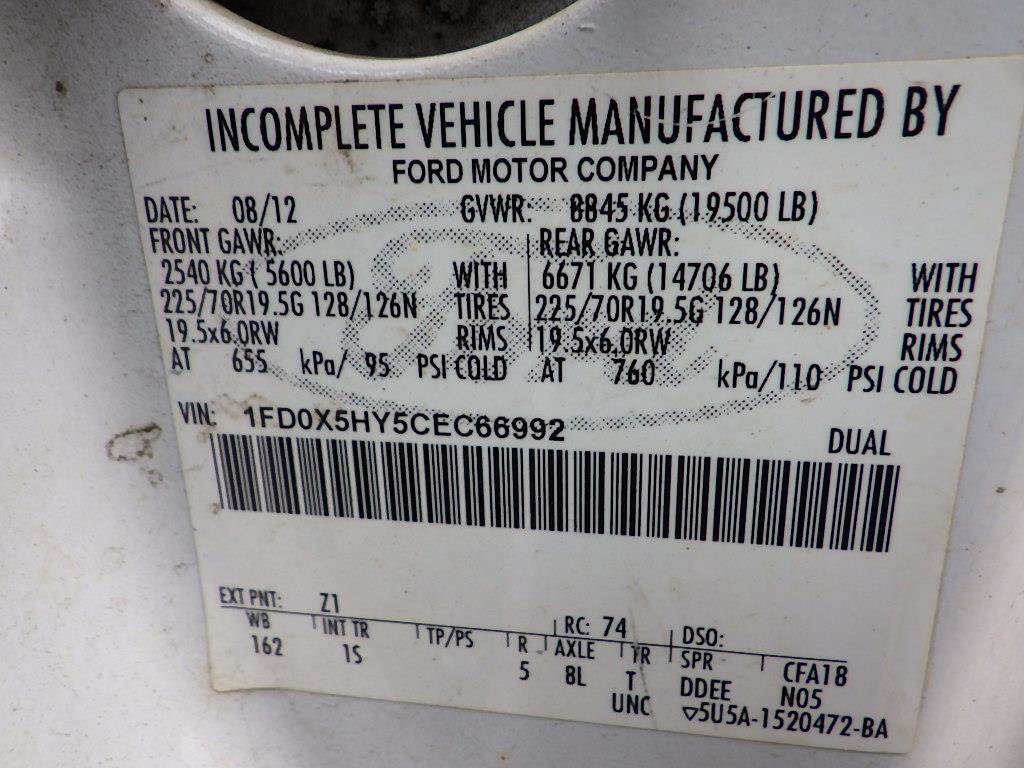 INCOMPLETE VEHICLE MANUFACTURED BY
FORD MOTOR COMPANY
DATE: 08/12 GVWR: 8845 KG (19500 LB)
FRONT GAWR: REAR GAWR:
2540 KG ( 5600 LB) WITH 6671 KG (14706 LB) WITH
225/70R19.5G 128/126N TIRES 225/70R19.5G 128/126N TIRES
19.5x6.0RW RIMS 19.5x6.0RW RIMS
AT 655 kPa/ 95 PSI COLD AT 760 kPa/110 PSI COLD
VIN: 1FD0X5HY5CEC66992
DUAL
EXT PNT: Z1 RC: 74 DSO:
WB INT TR TP/PS R AXLE TR SPR CFA18
162 1S 5 8L T DDEE N05
UNC ▽5U5A-1520472-BA